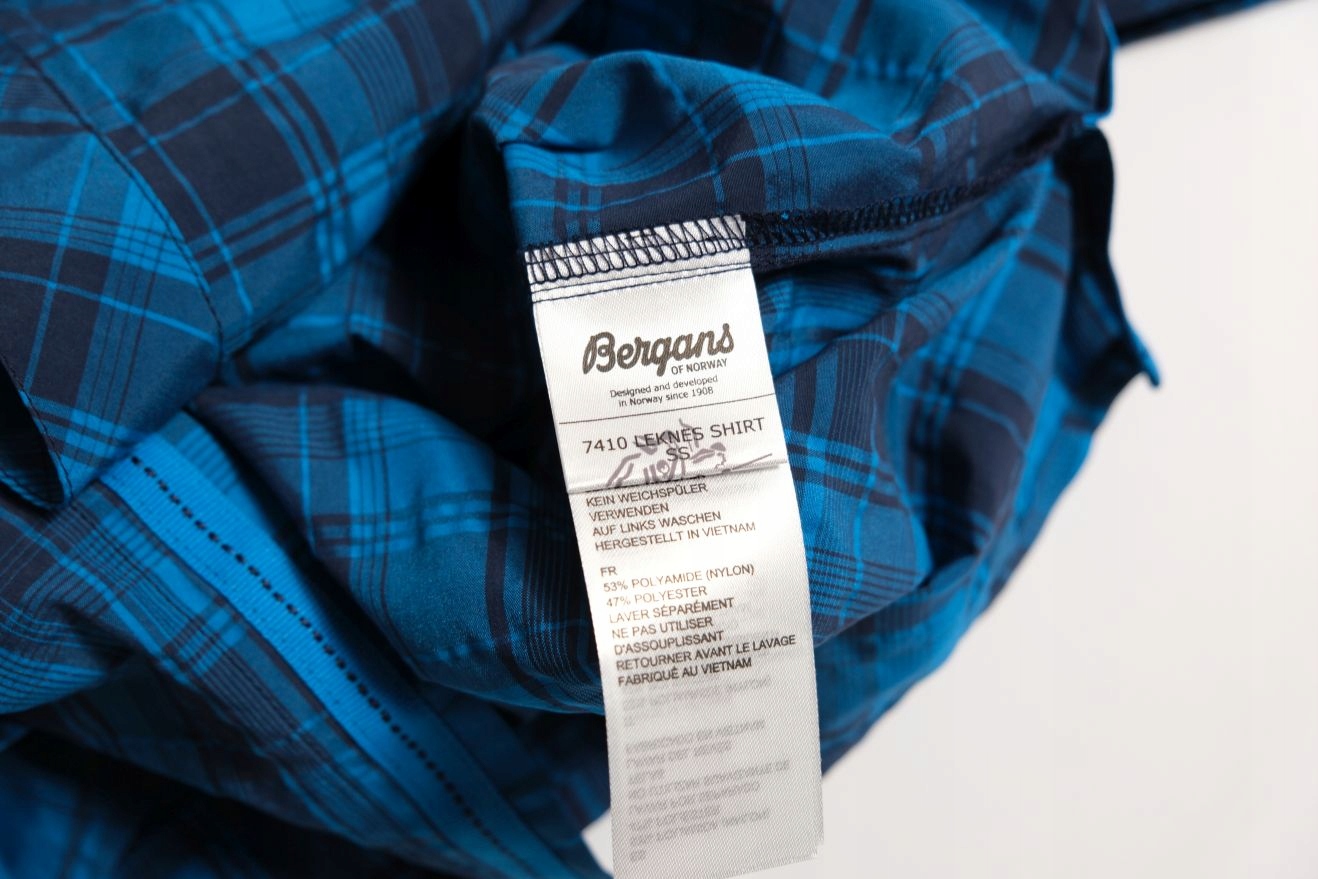 Bergans
OF NORWAY
Designed and developed
in Norway since 1908
7410 LEKNES SHIRT
SS
KEIN WEICHSPÜLER
VERWENDEN
AUF LINKS WASCHEN
HERGESTELLT IN VIETNAM
FR
53% POLYAMIDE (NYLON)
47% POLYESTER
LAVER SÉPARÉMENT
NE PAS UTILISER
D'ASSOUPLISSANT
RETOURNER AVANT LE LAVAGE
FABRIQUÉ AU VIETNAM